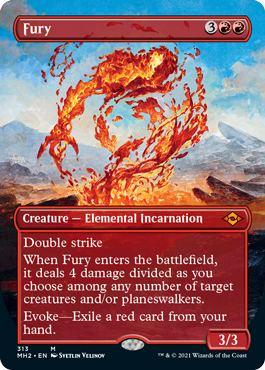 Fury 3
Creature — Elemental Incarnation
Double strike
When Fury enters the battlefield,
it deals 4 damage divided as you
choose among any number of target
creatures and/or planeswalkers.
Evoke—Exile a red card from your
hand.
3/3
313 M
MH2 • EN Svetlin Velinov ™ & © 2021 Wizards of the Coast